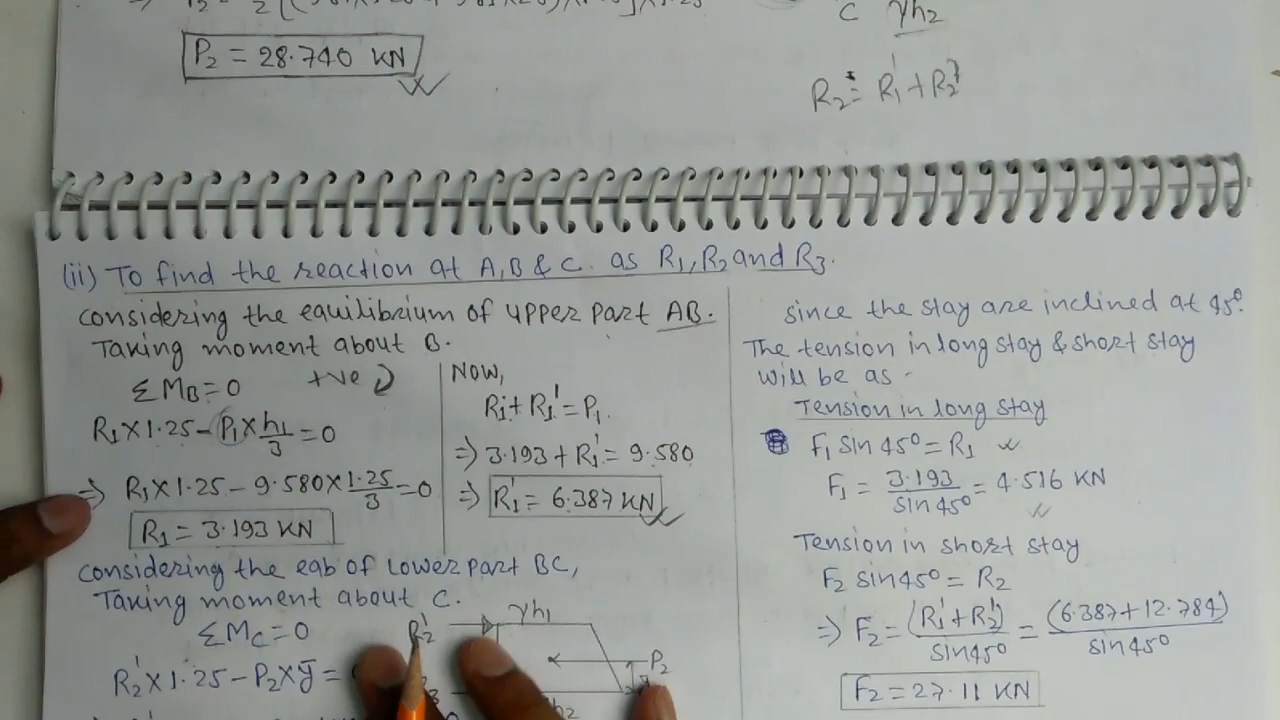 P₂ = 28.740 KN
C γh₂
R₂ = R₁' + R₂'
(ii) To find the reaction at A, B & C. as R₁, R₂ and R₃.
considering the equilibrium of upper part AB.
Taking moment about B.
ΣM_B = 0 +ve
R₁ × 1.25 - P₁ × h₁/3 = 0
=> R₁ × 1.25 - 9.580 × 1.25/3 = 0
R₁ = 3.193 KN
NOW,
R₁ + R₁' = P₁.
=> 3.193 + R₁' = 9.580
=> R₁' = 6.387 KN
considering the eqb of lower part BC,
Taking moment about C.
ΣM_C = 0
R₂' × 1.25 - P₂ × ȳ =
R₂'
γh₁
P₂
ȳ
h₂
since the stay are inclined at 45°.
The tension in long stay & short stay
will be as -
Tension in long stay
F₁ sin 45° = R₁
F₁ = 3.193/sin 45° = 4.516 KN
Tension in short stay
F₂ sin 45° = R₂
=> F₂ = (R₁' + R₂')/sin 45° = (6.387 + 12.784)/sin 45°
F₂ = 27.11 KN